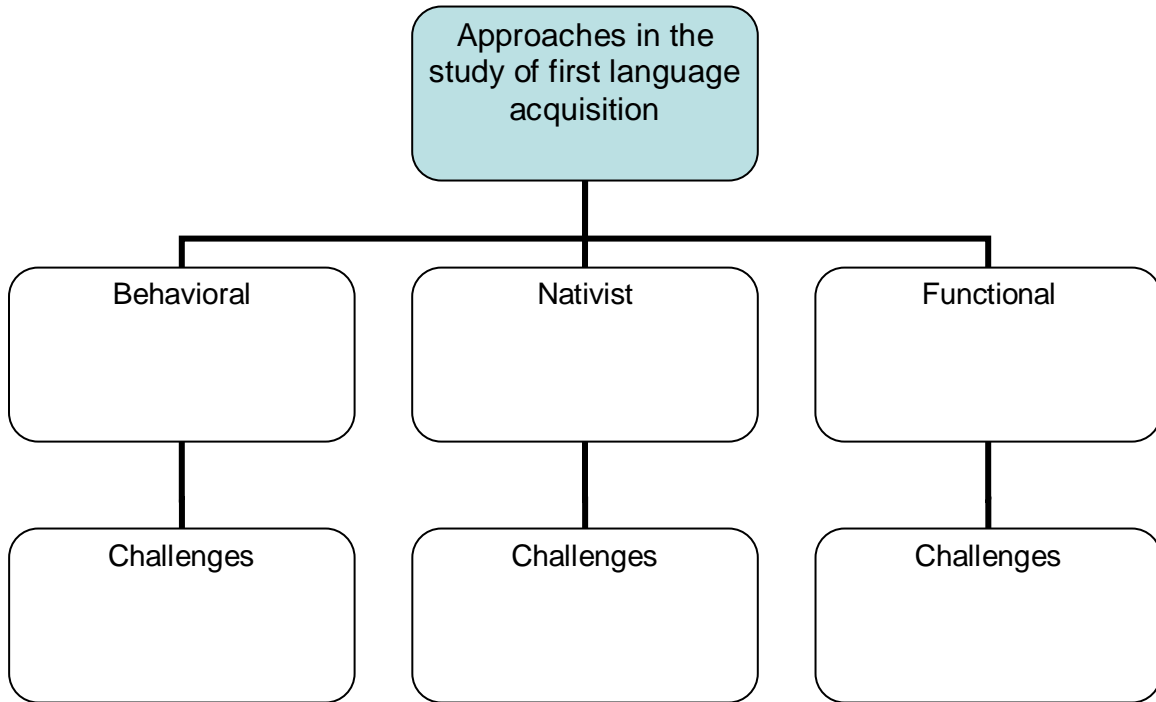 Approaches in the
study of first language
acquisition
Behavioral
Nativist
Functional
Challenges
Challenges
Challenges